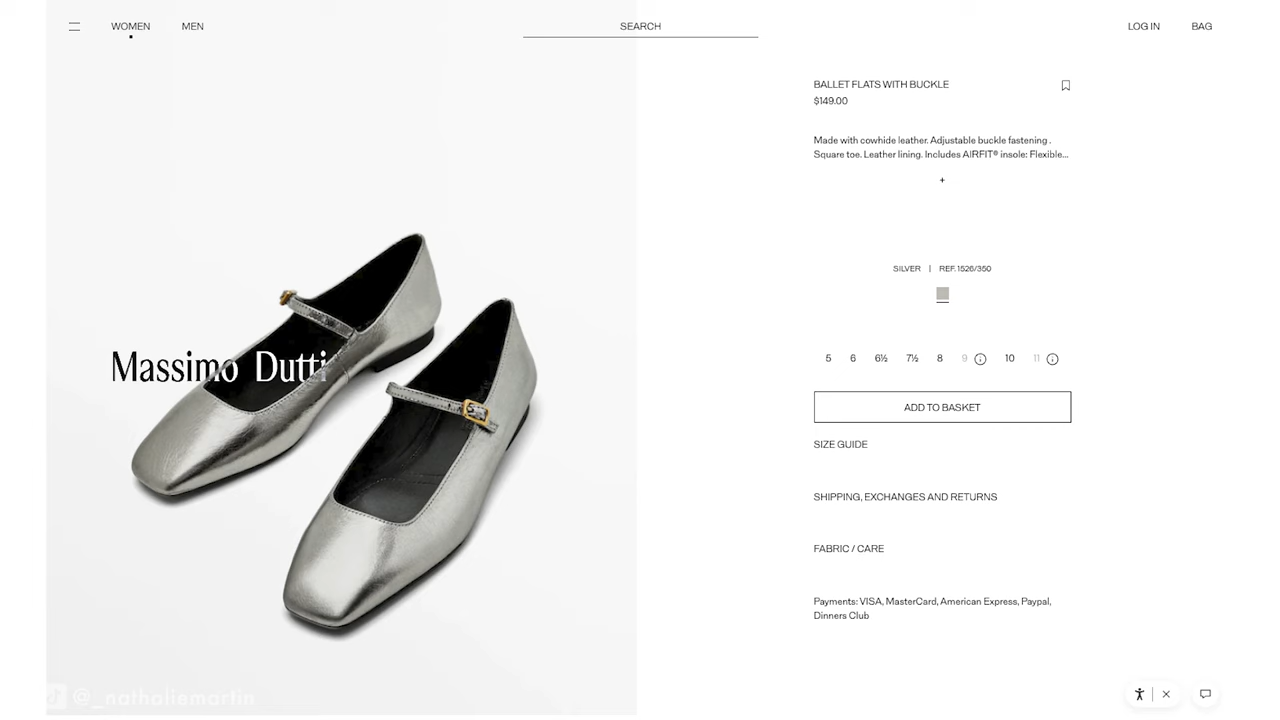 WOMEN
MEN
SEARCH
LOG IN
BAG
BALLET FLATS WITH BUCKLE
$149.00
Made with cowhide leather. Adjustable buckle fastening .
Square toe. Leather lining. Includes AIRFIT® insole: Flexible...
+
SILVER | REF. 1526/350
5 6 6½ 7½ 8 9 10 11
Massimo Dutti
ADD TO BASKET
SIZE GUIDE
SHIPPING, EXCHANGES AND RETURNS
FABRIC / CARE
Payments: VISA, MasterCard, American Express, Paypal,
Dinners Club
@_nathaliemartin